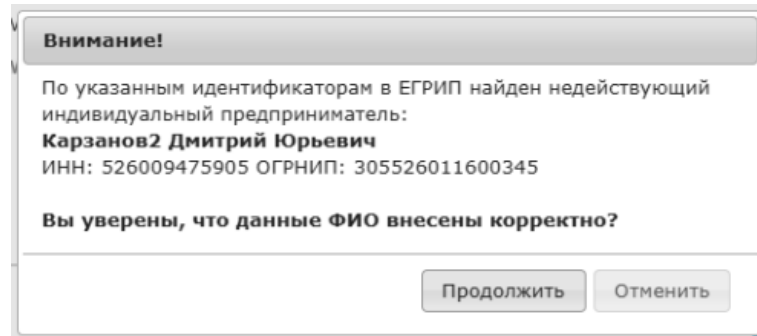 Внимание!
По указанным идентификаторам в ЕГРИП найден недействующий
индивидуальный предприниматель:
Карзанов2 Дмитрий Юрьевич
ИНН: 526009475905 ОГРНИП: 305526011600345
Вы уверены, что данные ФИО внесены корректно?
Продолжить
Отменить